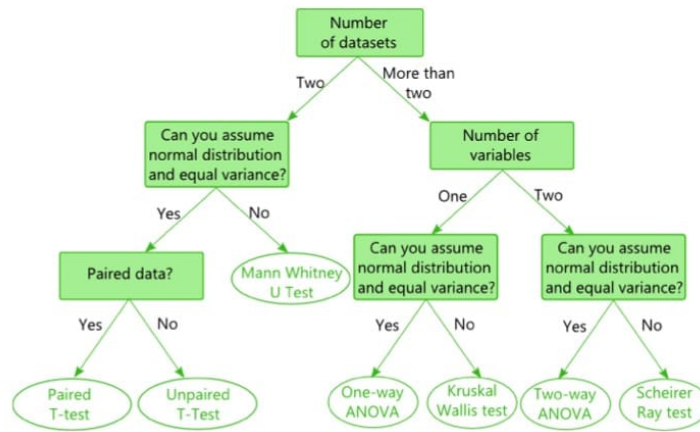 Number
of datasets
Two
More than
two
Can you assume
normal distribution
and equal variance?
Number of
variables
Yes
No
One
Two
Paired data?
Mann Whitney
U Test
Can you assume
normal distribution
and equal variance?
Can you assume
normal distribution
and equal variance?
Yes
No
Yes
No
Yes
No
Paired
T-test
Unpaired
T-Test
One-way
ANOVA
Kruskal
Wallis test
Two-way
ANOVA
Scheirer
Ray test